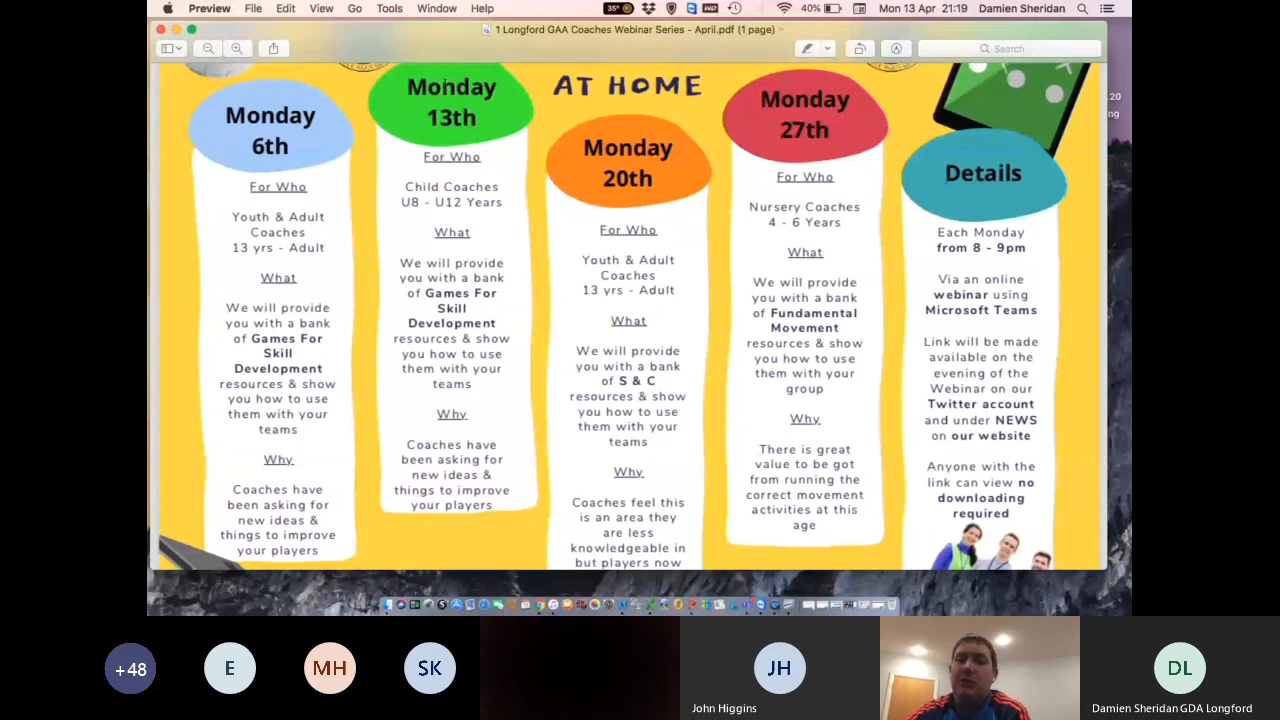 Preview File Edit View Go Tools Window Help
35°
40%
Mon 13 Apr 21:19 Damien Sheridan
1 Longford GAA Coaches Webinar Series - April.pdf (1 page)
Search
AT HOME
Monday
6th
For Who
Youth & Adult
Coaches
13 yrs - Adult
What
We will provide
you with a bank
of Games For
Skill
Development
resources & show
you how to use
them with your
teams
Why
Coaches have
been asking for
new ideas &
things to improve
your players
Monday
13th
For Who
Child Coaches
U8 - U12 Years
What
We will provide
you with a bank
of Games For
Skill
Development
resources & show
you how to use
them with your
teams
Why
Coaches have
been asking for
new ideas &
things to improve
your players
Monday
20th
For Who
Youth & Adult
Coaches
13 yrs - Adult
What
We will provide
you with a bank
of S & C
resources & show
you how to use
them with your
teams
Why
Coaches feel this
is an area they
are less
knowledgeable in
but players now
Monday
27th
For Who
Nursery Coaches
4 - 6 Years
What
We will provide
you with a bank
of Fundamental
Movement
resources & show
you how to use
them with your
group
Why
There is great
value to be got
from running the
correct movement
activities at this
age
Details
Each Monday
from 8 - 9pm
Via an online
webinar using
Microsoft Teams
Link will be made
available on the
evening of the
Webinar on our
Twitter account
and under NEWS
on our website
Anyone with the
link can view no
downloading
required
+48
E
MH
SK
JH
John Higgins
DL
Damien Sheridan GDA Longford